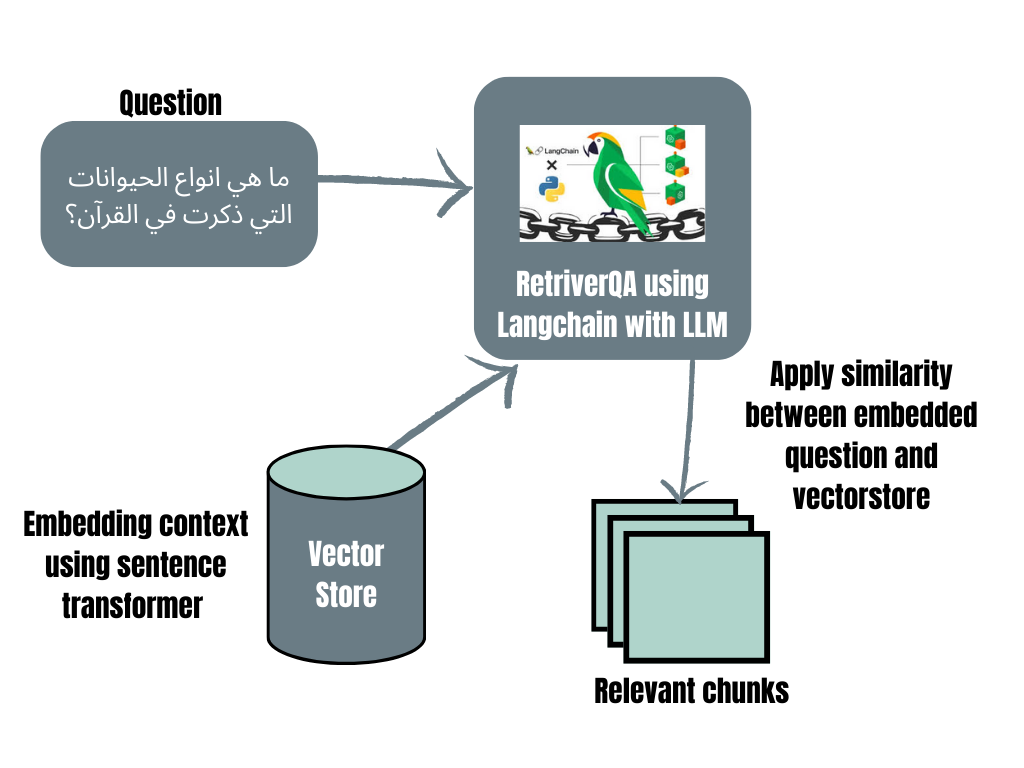 Question
ما هي انواع الحيوانات
التي ذكرت في القرآن؟
LangChain
RetriverQA using
Langchain with LLM
Apply similarity
between embedded
question and
vectorstore
Embedding context
using sentence
transformer
Vector
Store
Relevant chunks